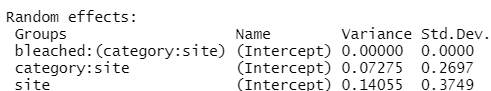 Random effects:
Groups Name Variance Std.Dev.
bleached:(category:site) (Intercept) 0.00000 0.0000
category:site (Intercept) 0.07275 0.2697
site (Intercept) 0.14055 0.3749